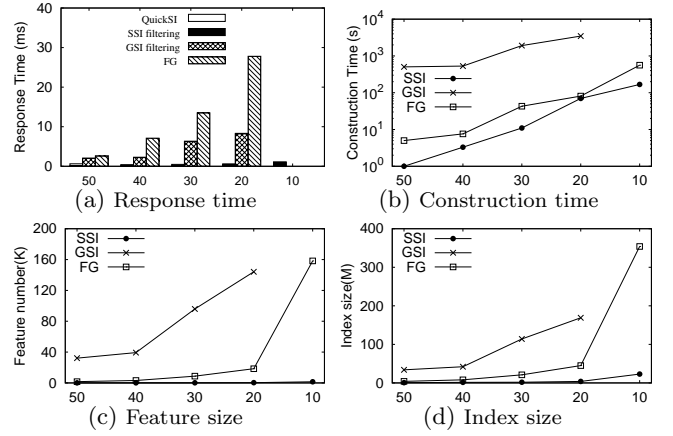 Response Time (ms)
40
30
20
10
0
QuickSI
SSI filtering
GSI filtering
FG
50 40 30 20 10
(a) Response time
Construction Time (s)
10^4
10^3
10^2
10^1
10^0
SSI
GSI
FG
50 40 30 20 10
(b) Construction time
Feature number(K)
200
160
120
80
40
0
SSI
GSI
FG
50 40 30 20 10
(c) Feature size
Index size(M)
400
300
200
100
0
SSI
GSI
FG
50 40 30 20 10
(d) Index size